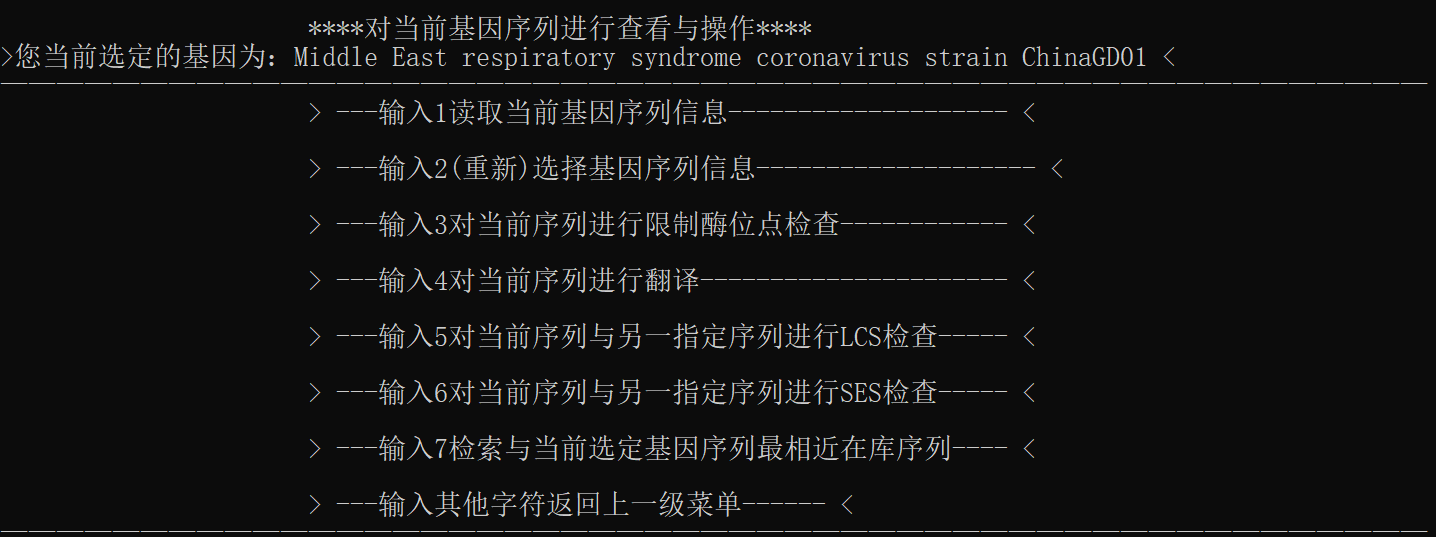 ****对当前基因序列进行查看与操作****
>您当前选定的基因为：Middle East respiratory syndrome coronavirus strain ChinaGD01 <
> ---输入1读取当前基因序列信息-------------------- <
> ---输入2(重新)选择基因序列信息-------------------- <
> ---输入3对当前序列进行限制酶位点检查------------ <
> ---输入4对当前序列进行翻译---------------------- <
> ---输入5对当前序列与另一指定序列进行LCS检查----- <
> ---输入6对当前序列与另一指定序列进行SES检查----- <
> ---输入7检索与当前选定基因序列最相近在库序列---- <
> ---输入其他字符返回上一级菜单------ <